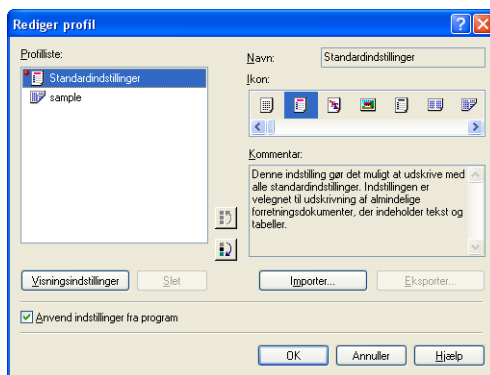 Rediger profil
Profilliste:
Standardindstillinger
sample
Navn:
Standardindstillinger
Ikon:
Kommentar:
Denne indstilling gør det muligt at udskrive med
alle standardindstillinger. Indstillingen er
velegnet til udskrivning af almindelige
forretningsdokumenter, der indeholder tekst og
tabeller.
Visningsindstillinger
Slet
Importer...
Eksporter...
Anvend indstillinger fra program
OK
Annuller
Hjælp